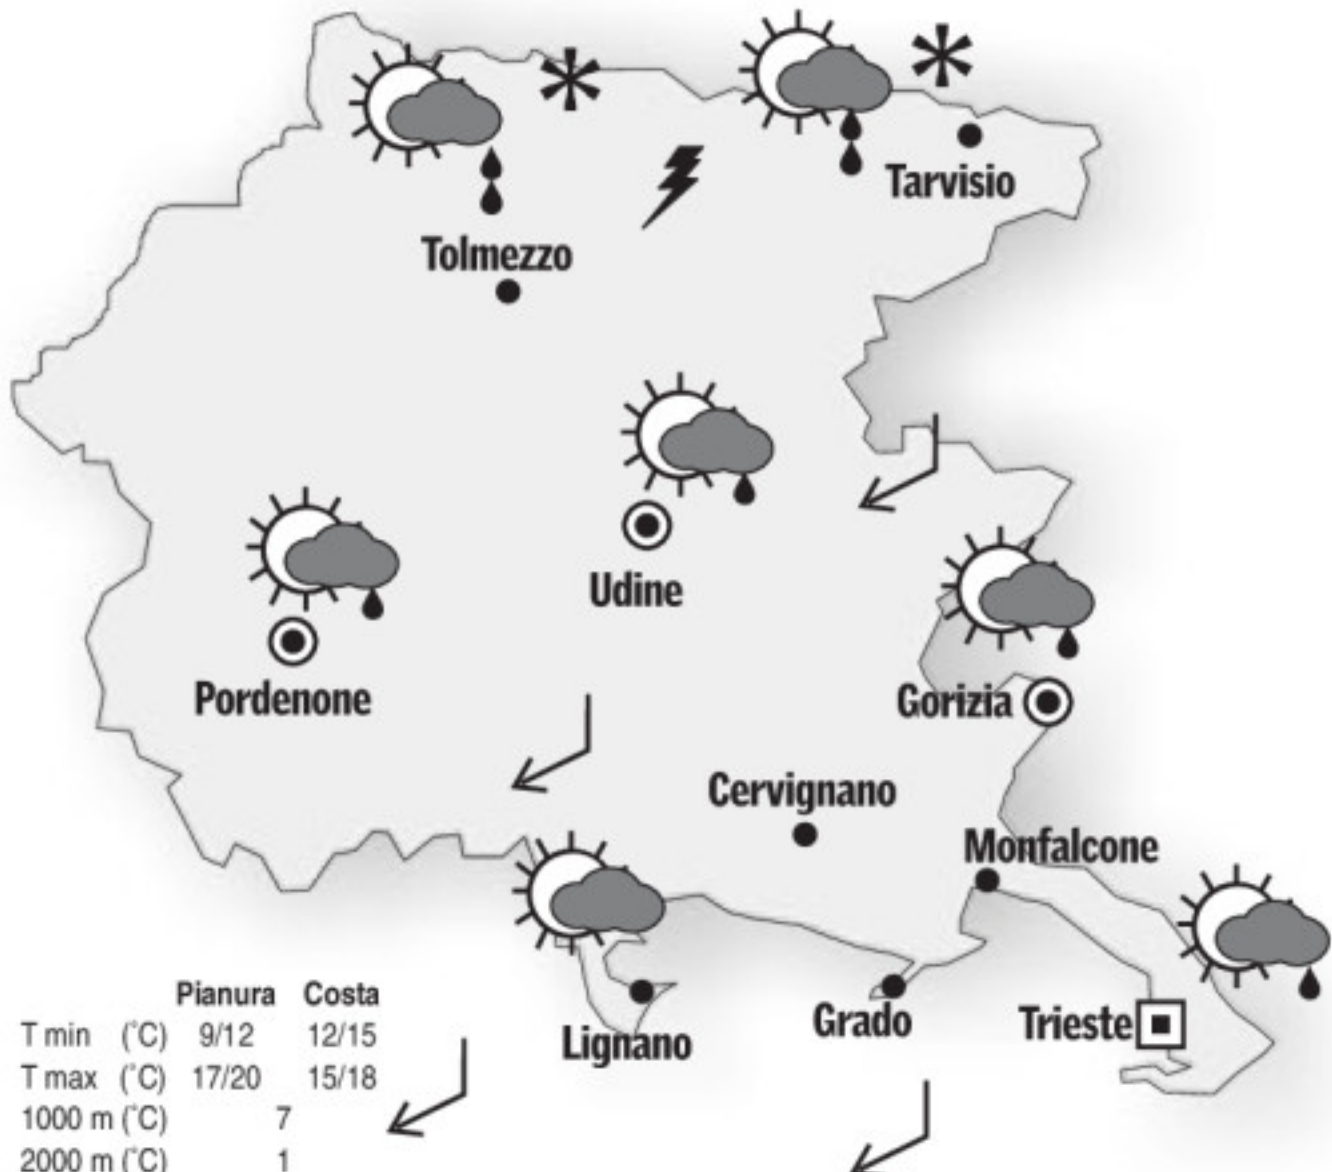 Tarvisio
Tolmezzo
Udine
Pordenone
Gorizia
Cervignano
Monfalcone
Lignano
Grado
Trieste
Pianura Costa
T min (°C) 9/12 12/15
T max (°C) 17/20 15/18
1000 m (°C) 7
2000 m (°C) 1